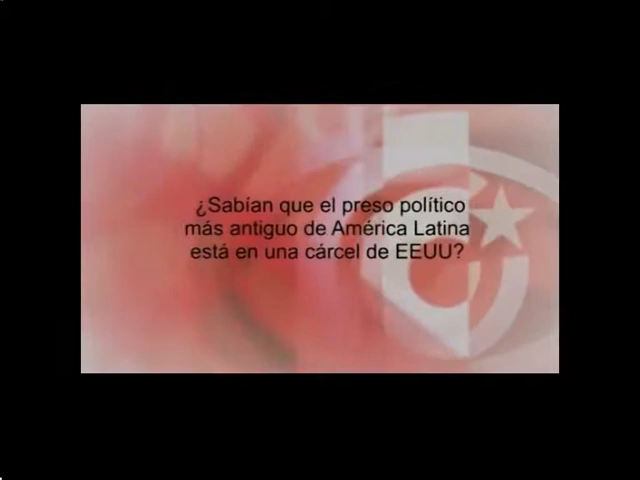 ¿Sabían que el preso político
más antiguo de América Latina
está en una cárcel de EEUU?